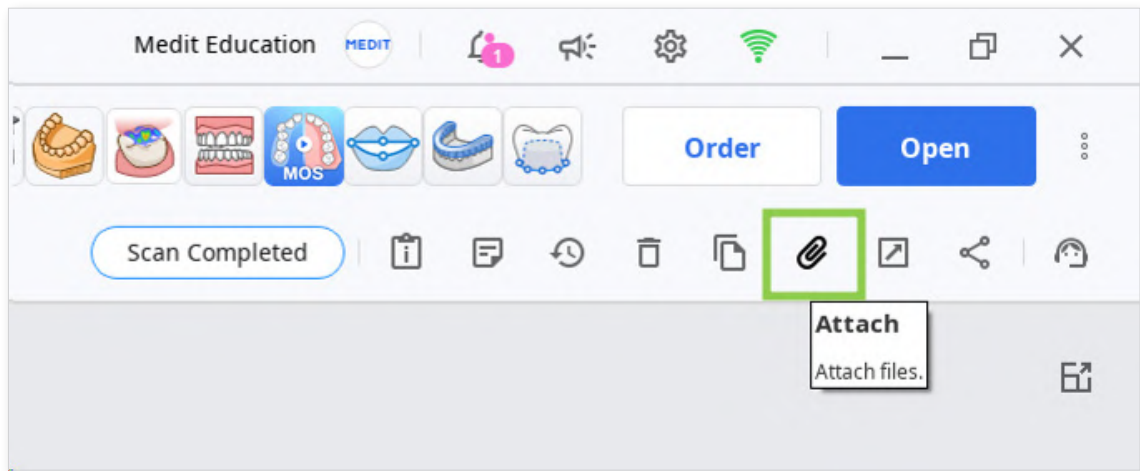 Medit Education MEDIT 1
MOS Order Open
Scan Completed
Attach
Attach files.